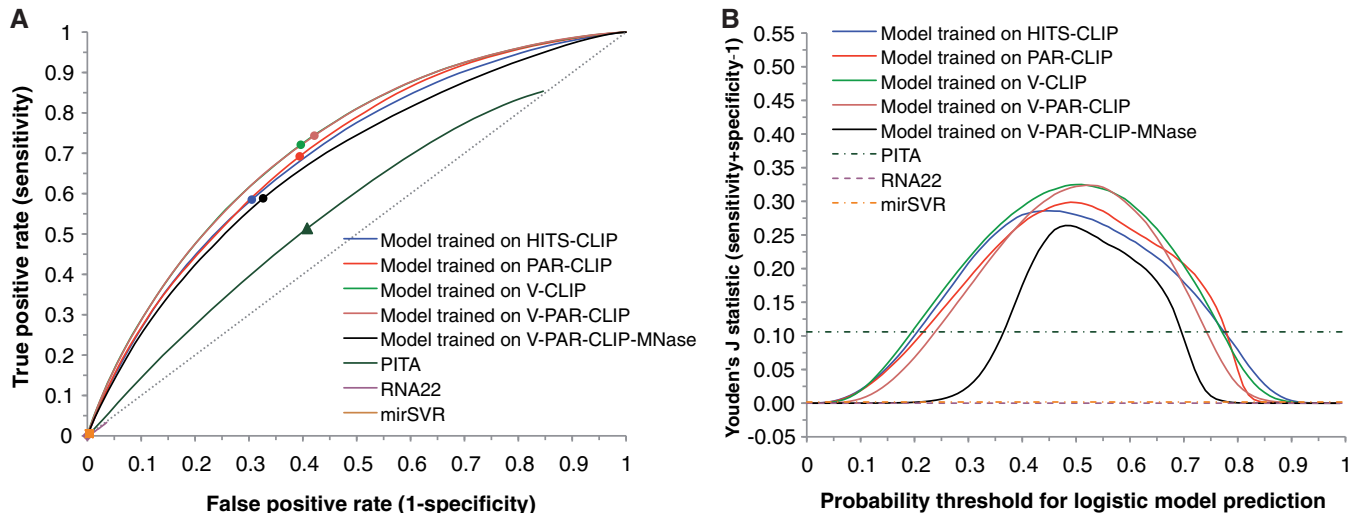 A
True positive rate (sensitivity)
1
0.9
0.8
0.7
0.6
0.5
0.4
0.3
0.2
0.1
0
Model trained on HITS-CLIP
Model trained on PAR-CLIP
Model trained on V-CLIP
Model trained on V-PAR-CLIP
Model trained on V-PAR-CLIP-MNase
PITA
RNA22
mirSVR
0 0.1 0.2 0.3 0.4 0.5 0.6 0.7 0.8 0.9 1
False positive rate (1-specificity)
B
Youden's J statistic (sensitivity+specificity-1)
0.55
0.50
0.45
0.40
0.35
0.30
0.25
0.20
0.15
0.10
0.05
0.00
-0.05
Model trained on HITS-CLIP
Model trained on PAR-CLIP
Model trained on V-CLIP
Model trained on V-PAR-CLIP
Model trained on V-PAR-CLIP-MNase
PITA
RNA22
mirSVR
0 0.1 0.2 0.3 0.4 0.5 0.6 0.7 0.8 0.9 1
Probability threshold for logistic model prediction